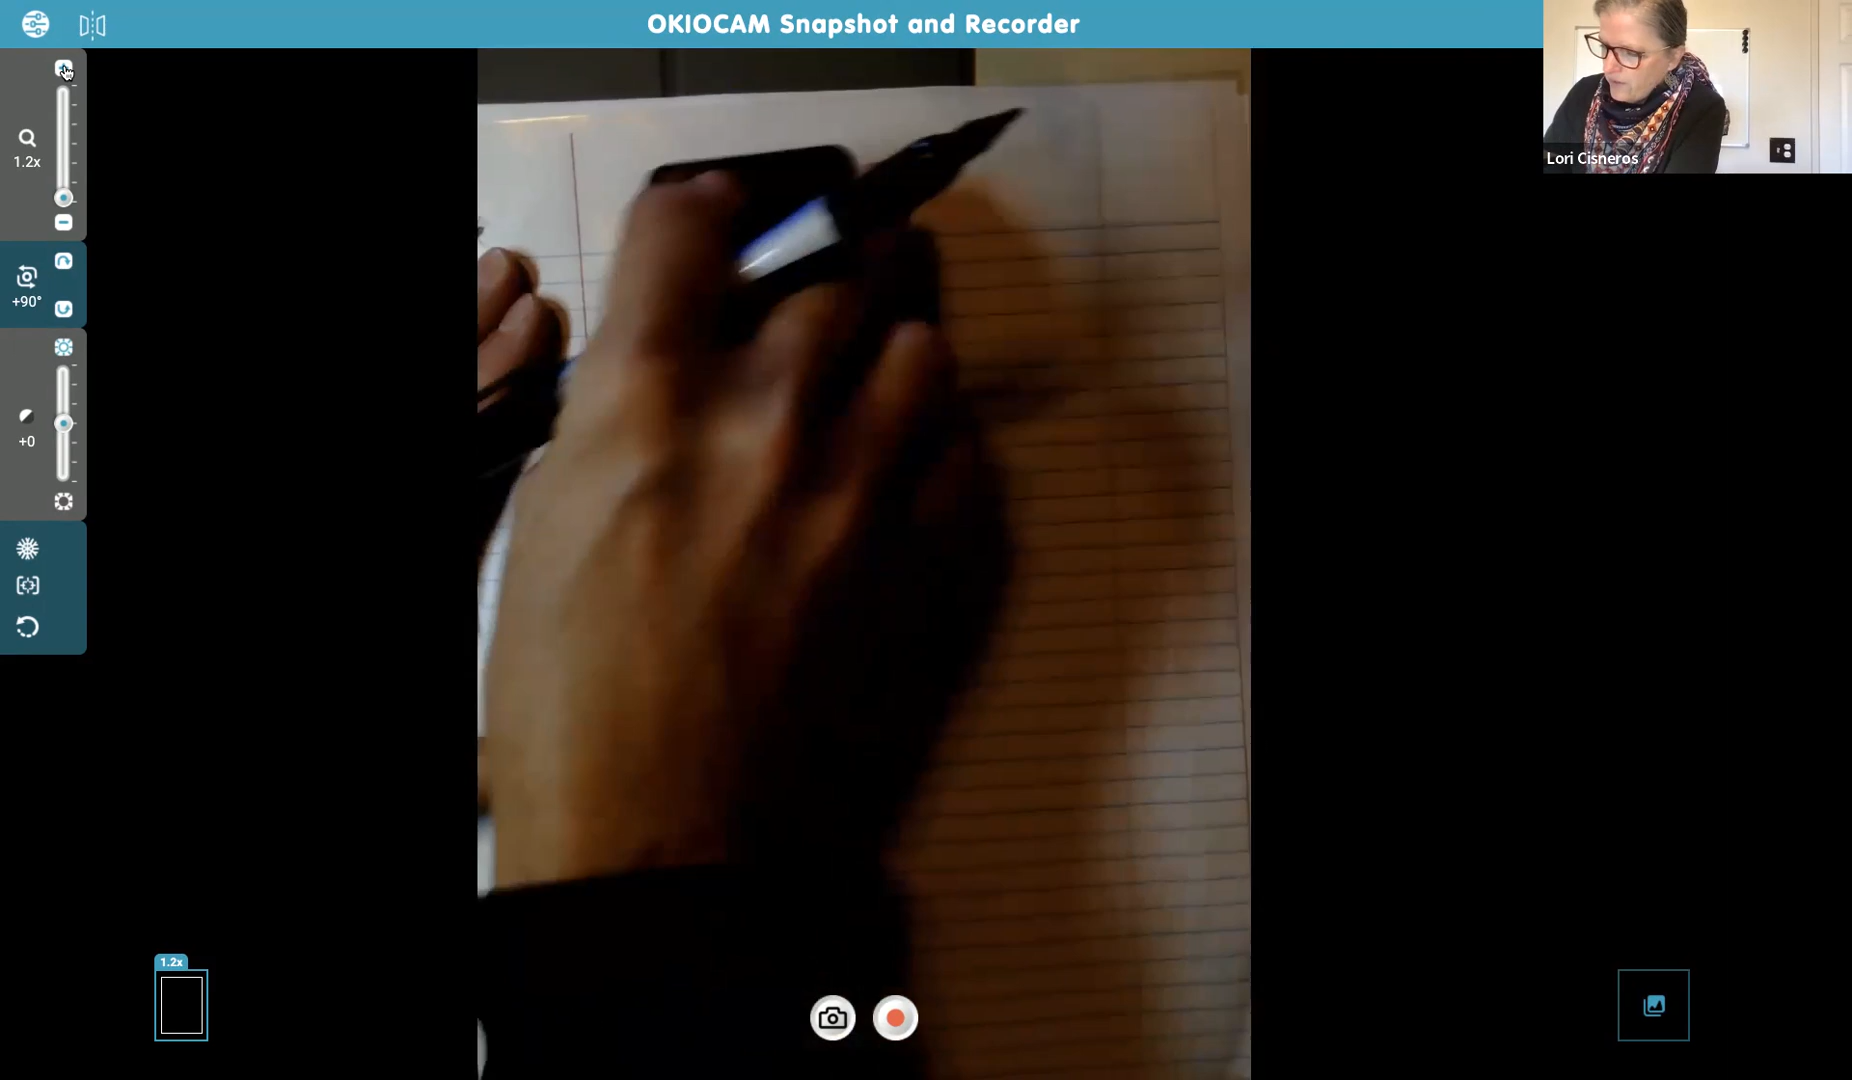 OKIOCAM Snapshot and Recorder
1.2x
+90°
+0
Lori Cisneros
1.2x